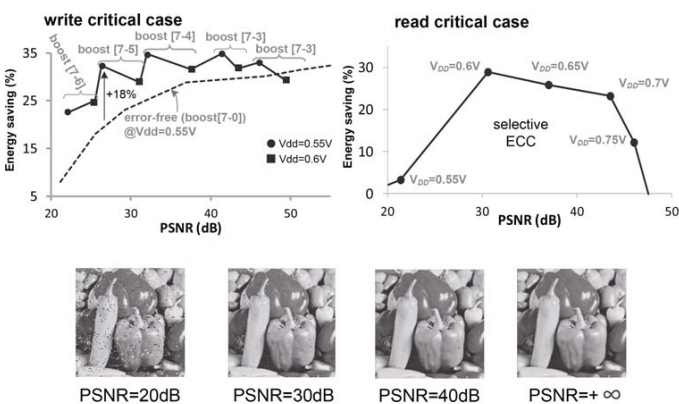 write critical case
boost [7-6]
boost [7-5]
boost [7-4]
boost [7-3]
boost [7-3]
+18%
error-free (boost[7-0])
@Vdd=0.55V
Vdd=0.55V
Vdd=0.6V
Energy saving (%)
35
25
15
5
20
30
40
50
PSNR (dB)
read critical case
VDD=0.6V
VDD=0.65V
VDD=0.7V
VDD=0.75V
VDD=0.55V
selective
ECC
Energy saving (%)
30
20
10
0
20
30
40
50
PSNR (dB)
PSNR=20dB
PSNR=30dB
PSNR=40dB
PSNR=+ ∞